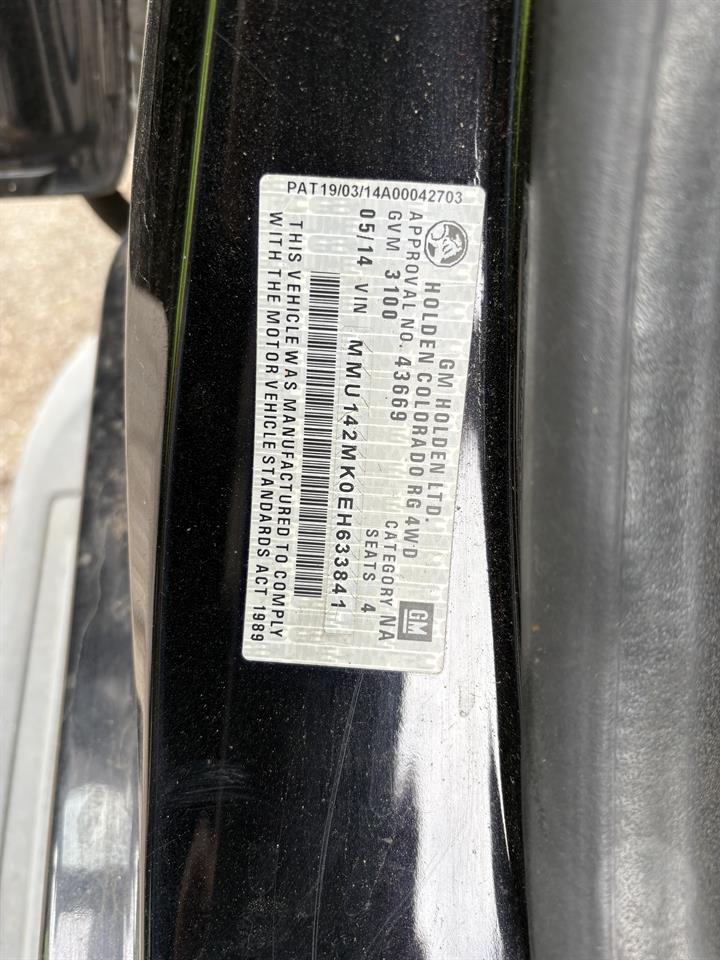 GM HOLDEN LTD.
HOLDEN COLORADO RG 4WD
APPROVAL NO. 43669 CATEGORY NA
GVM 3100 SEATS 4
05/14 VIN MMU142MK0EH633841
THIS VEHICLE WAS MANUFACTURED TO COMPLY
WITH THE MOTOR VEHICLE STANDARDS ACT 1989
PAT19/03/14A00042703
GM